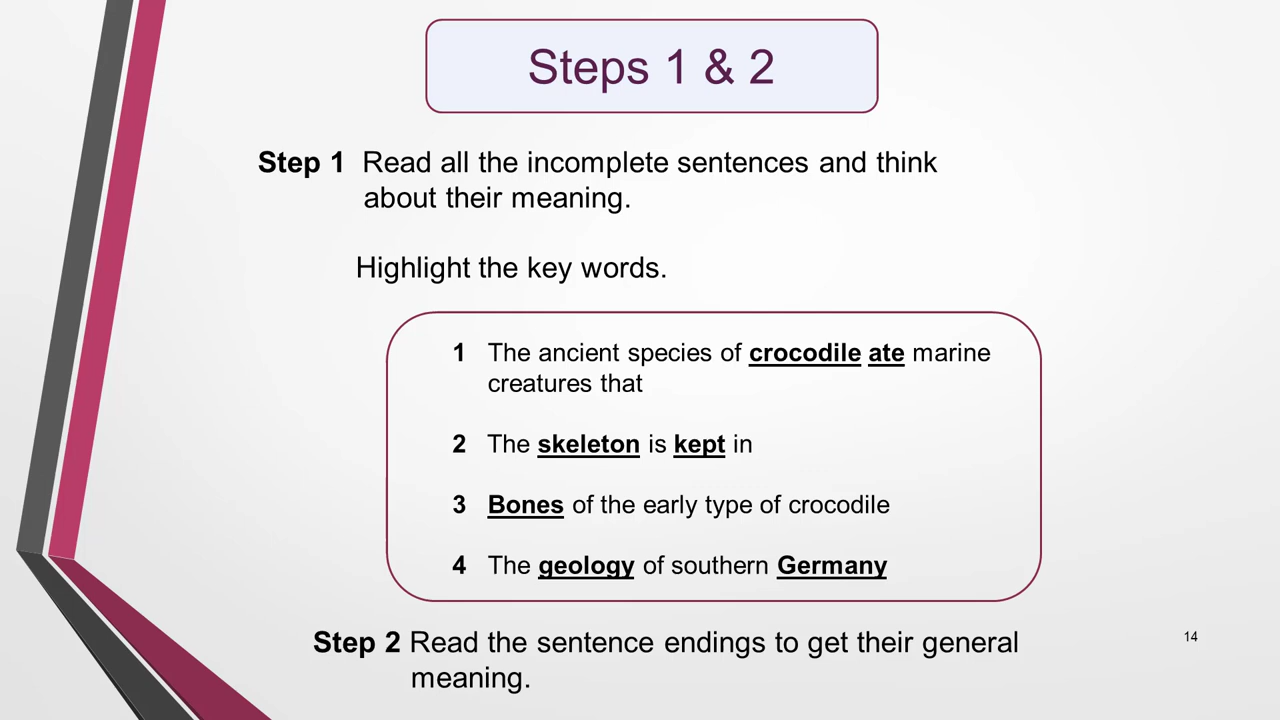 Steps 1 & 2
Step 1 Read all the incomplete sentences and think
about their meaning.
Highlight the key words.
1 The ancient species of crocodile ate marine
creatures that
2 The skeleton is kept in
3 Bones of the early type of crocodile
4 The geology of southern Germany
Step 2 Read the sentence endings to get their general
meaning.
14